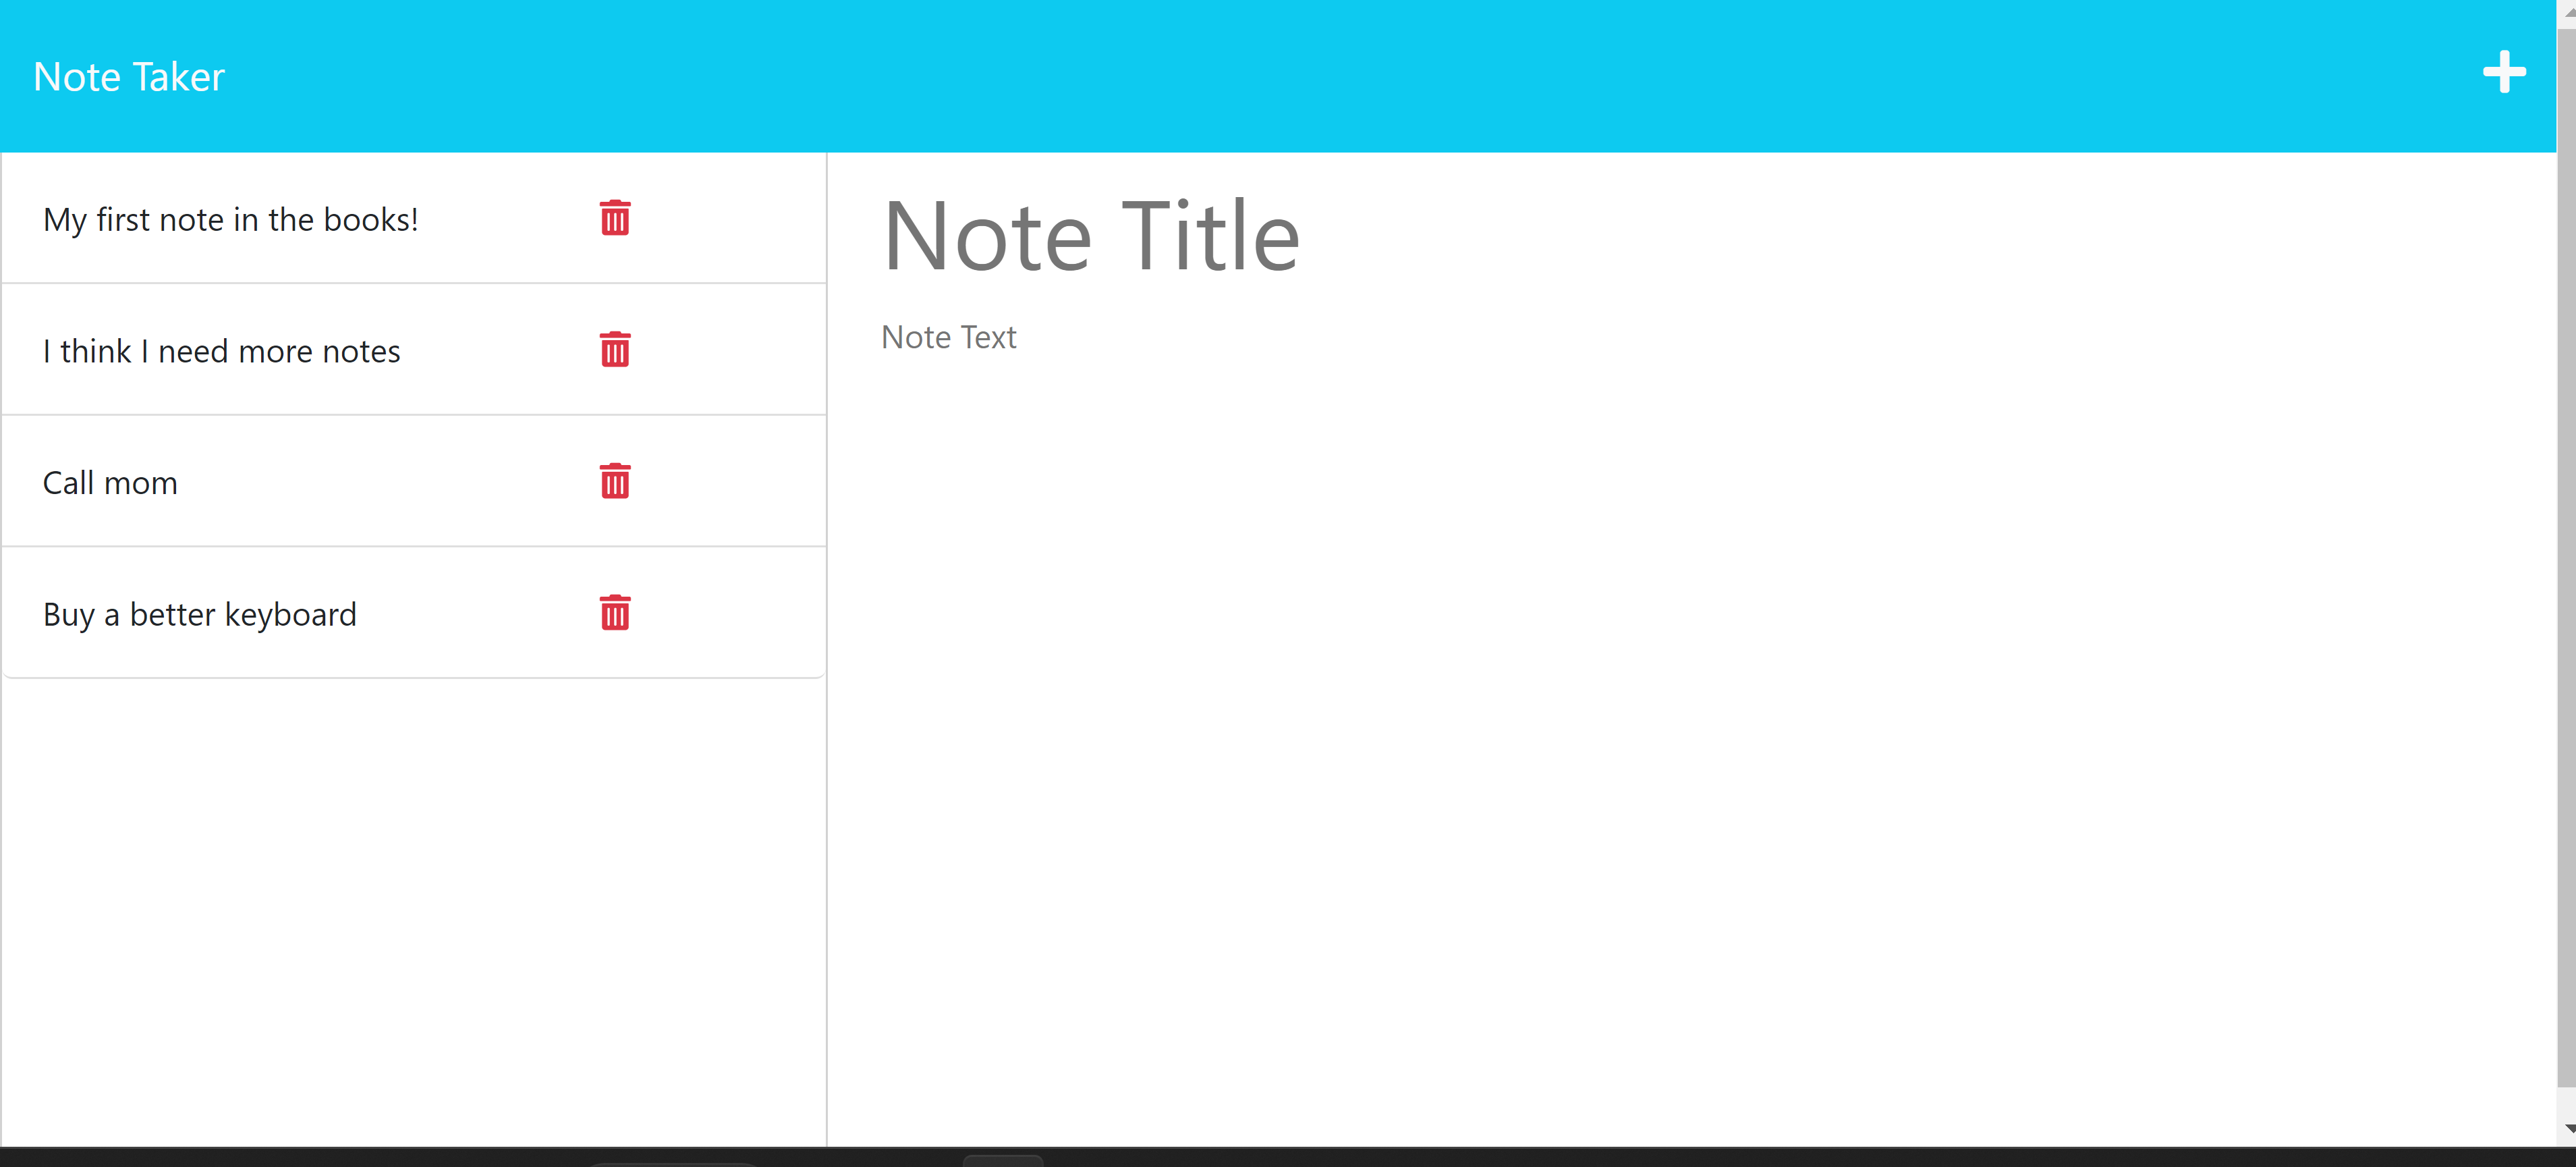 Note Taker
My first note in the books!
I think I need more notes
Call mom
Buy a better keyboard
Note Title
Note Text